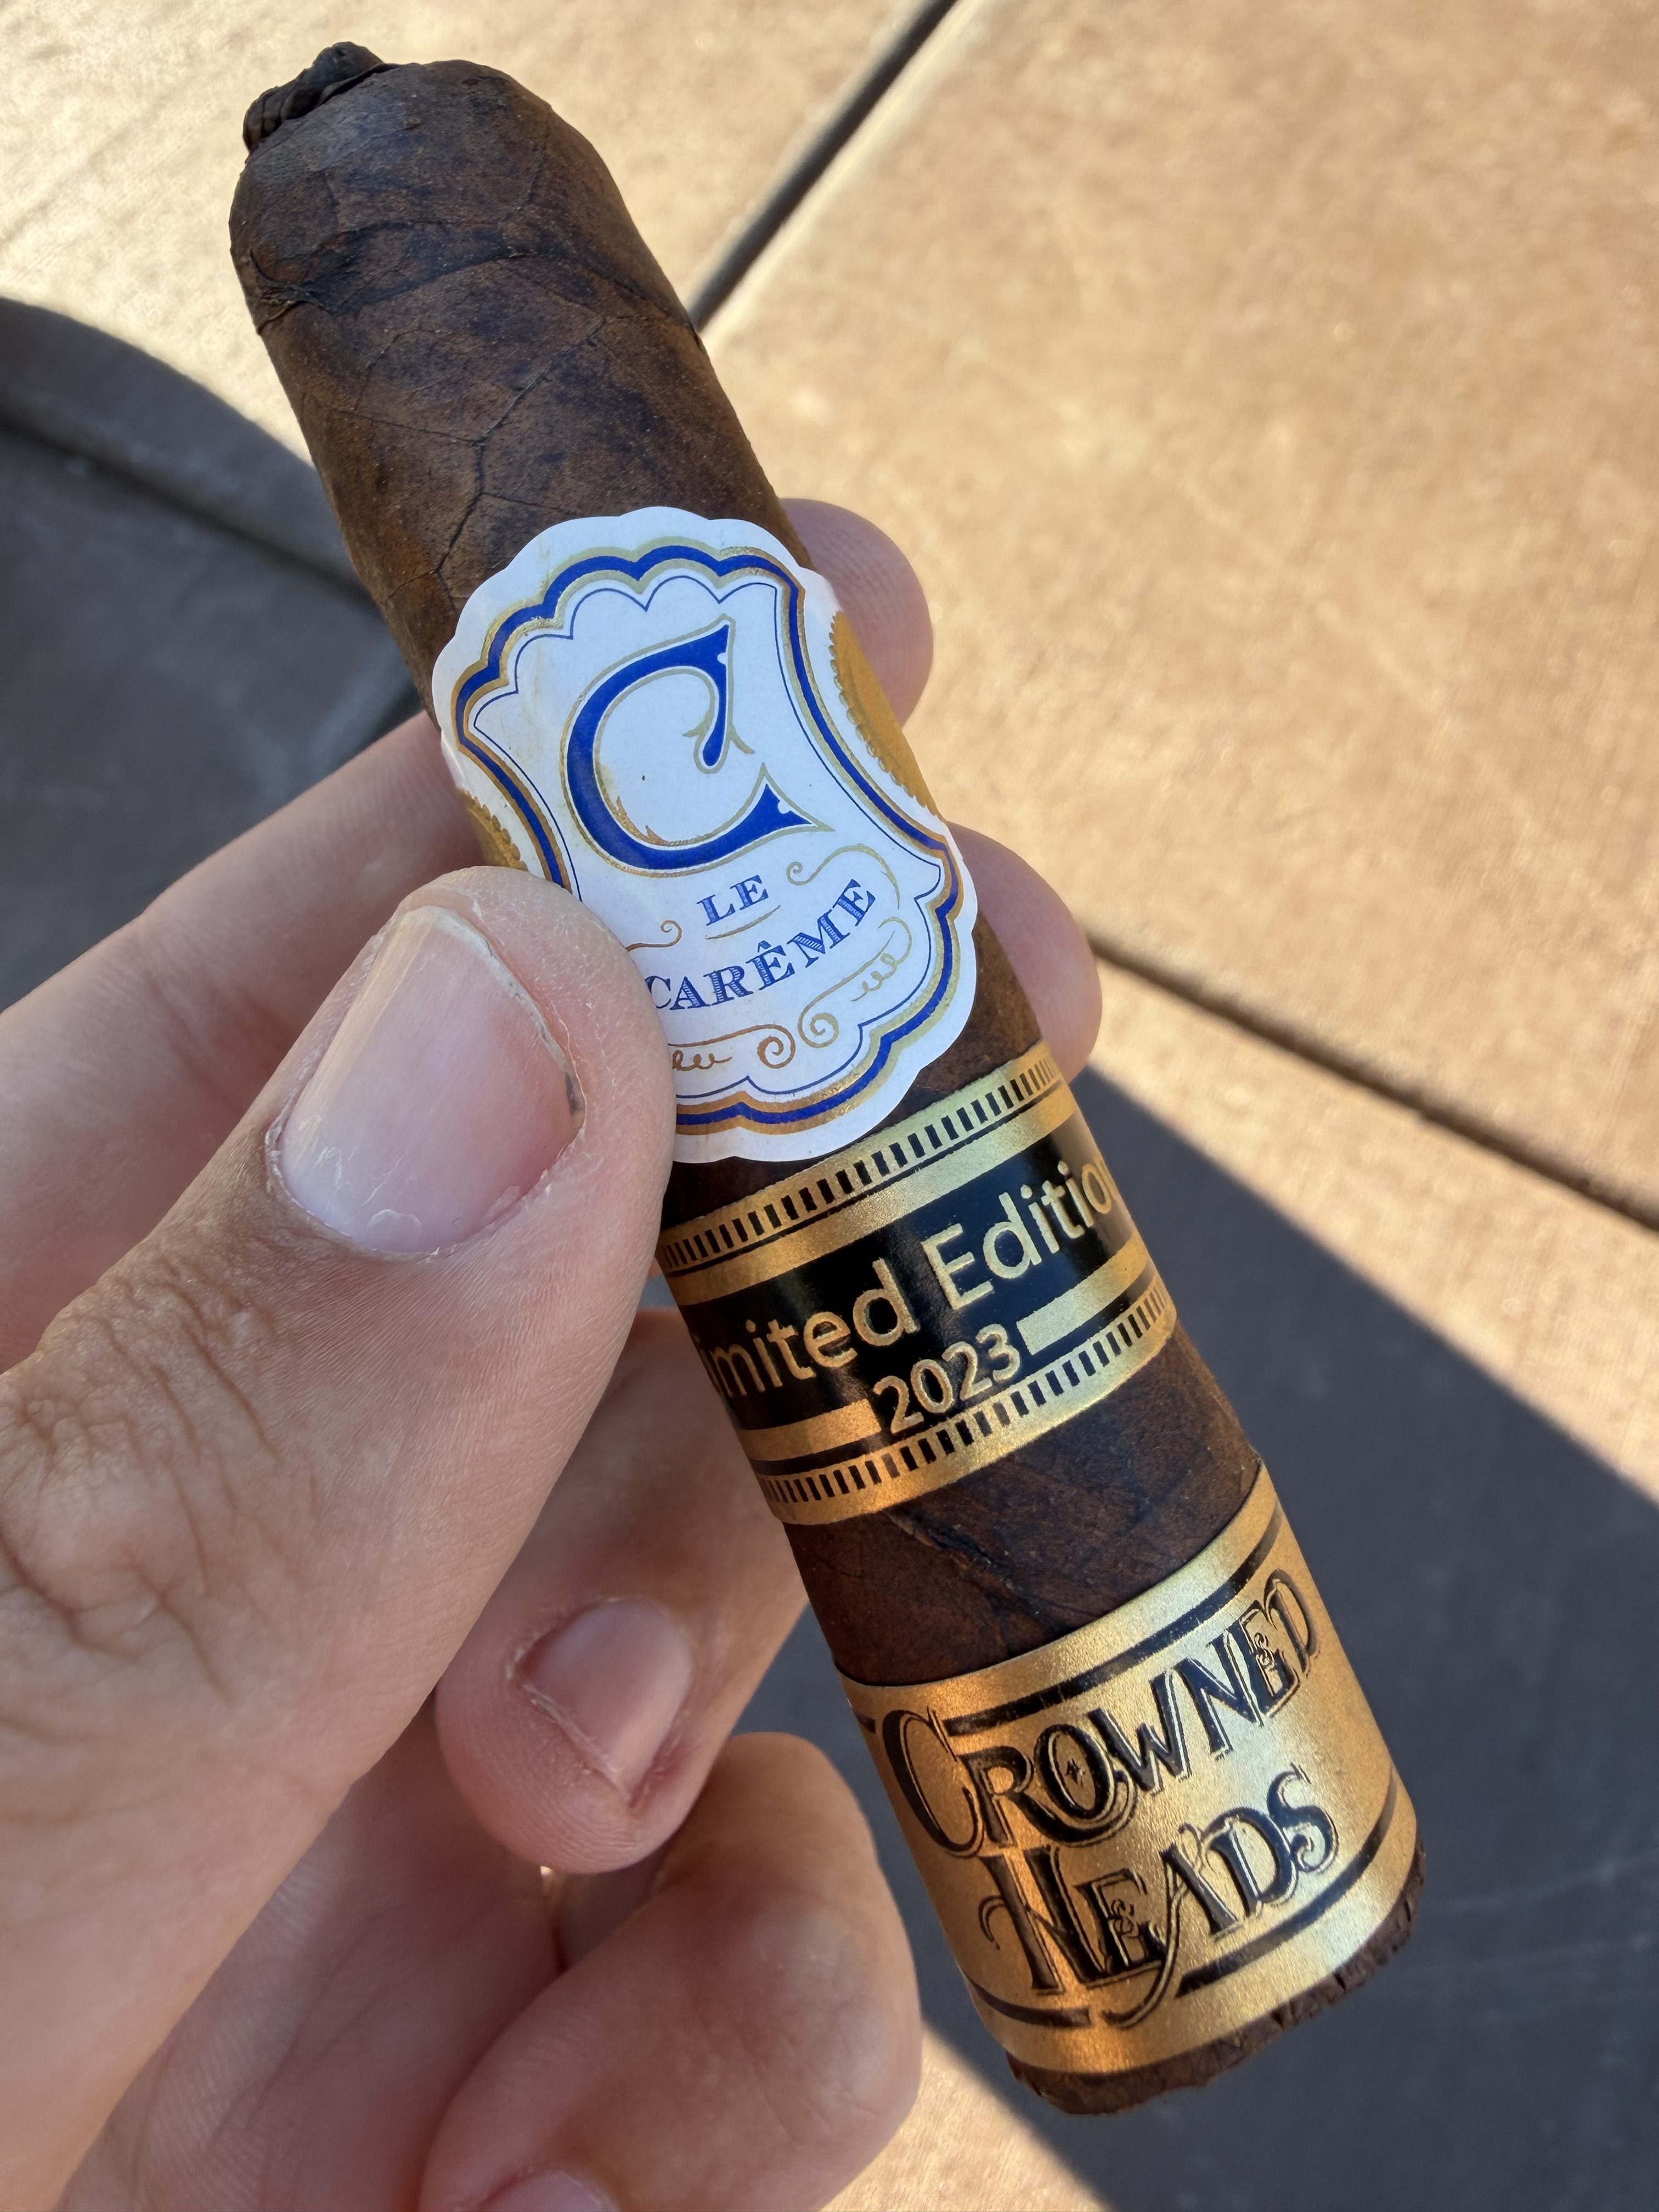 C
LE
CARÊME
Limited Edition
2023
CROWNED
HEADS